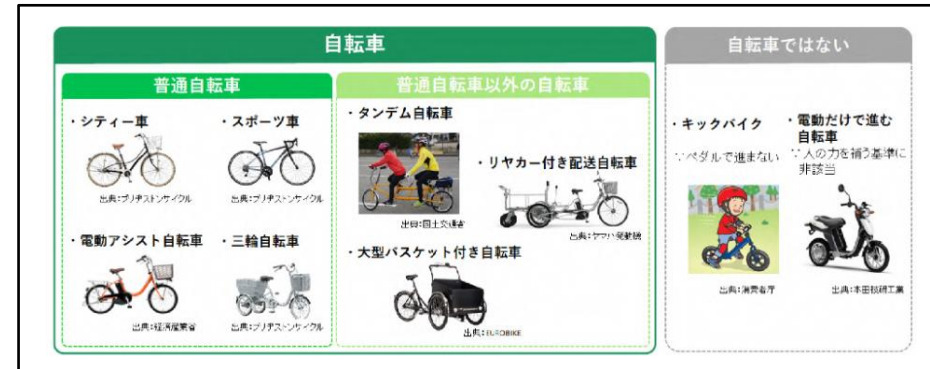 自転車
普通自転車
・シティー車
出典：ブリヂストンサイクル
・スポーツ車
出典：ブリヂストンサイクル
・電動アシスト自転車
出典：経済産業省
・三輪自転車
出典：ブリヂストンサイクル
普通自転車以外の自転車
・タンデム自転車
出典：国土交通省
・リヤカー付き配送自転車
出典：ヤマハ発動機
・大型バスケット付き自転車
出典：EUROBIKE
自転車ではない
・キックバイク
∵ペダルで進まない
出典：消費者庁
・電動だけで進む
自転車
∵人の力を補う基準に
非該当
出典：本田技研工業